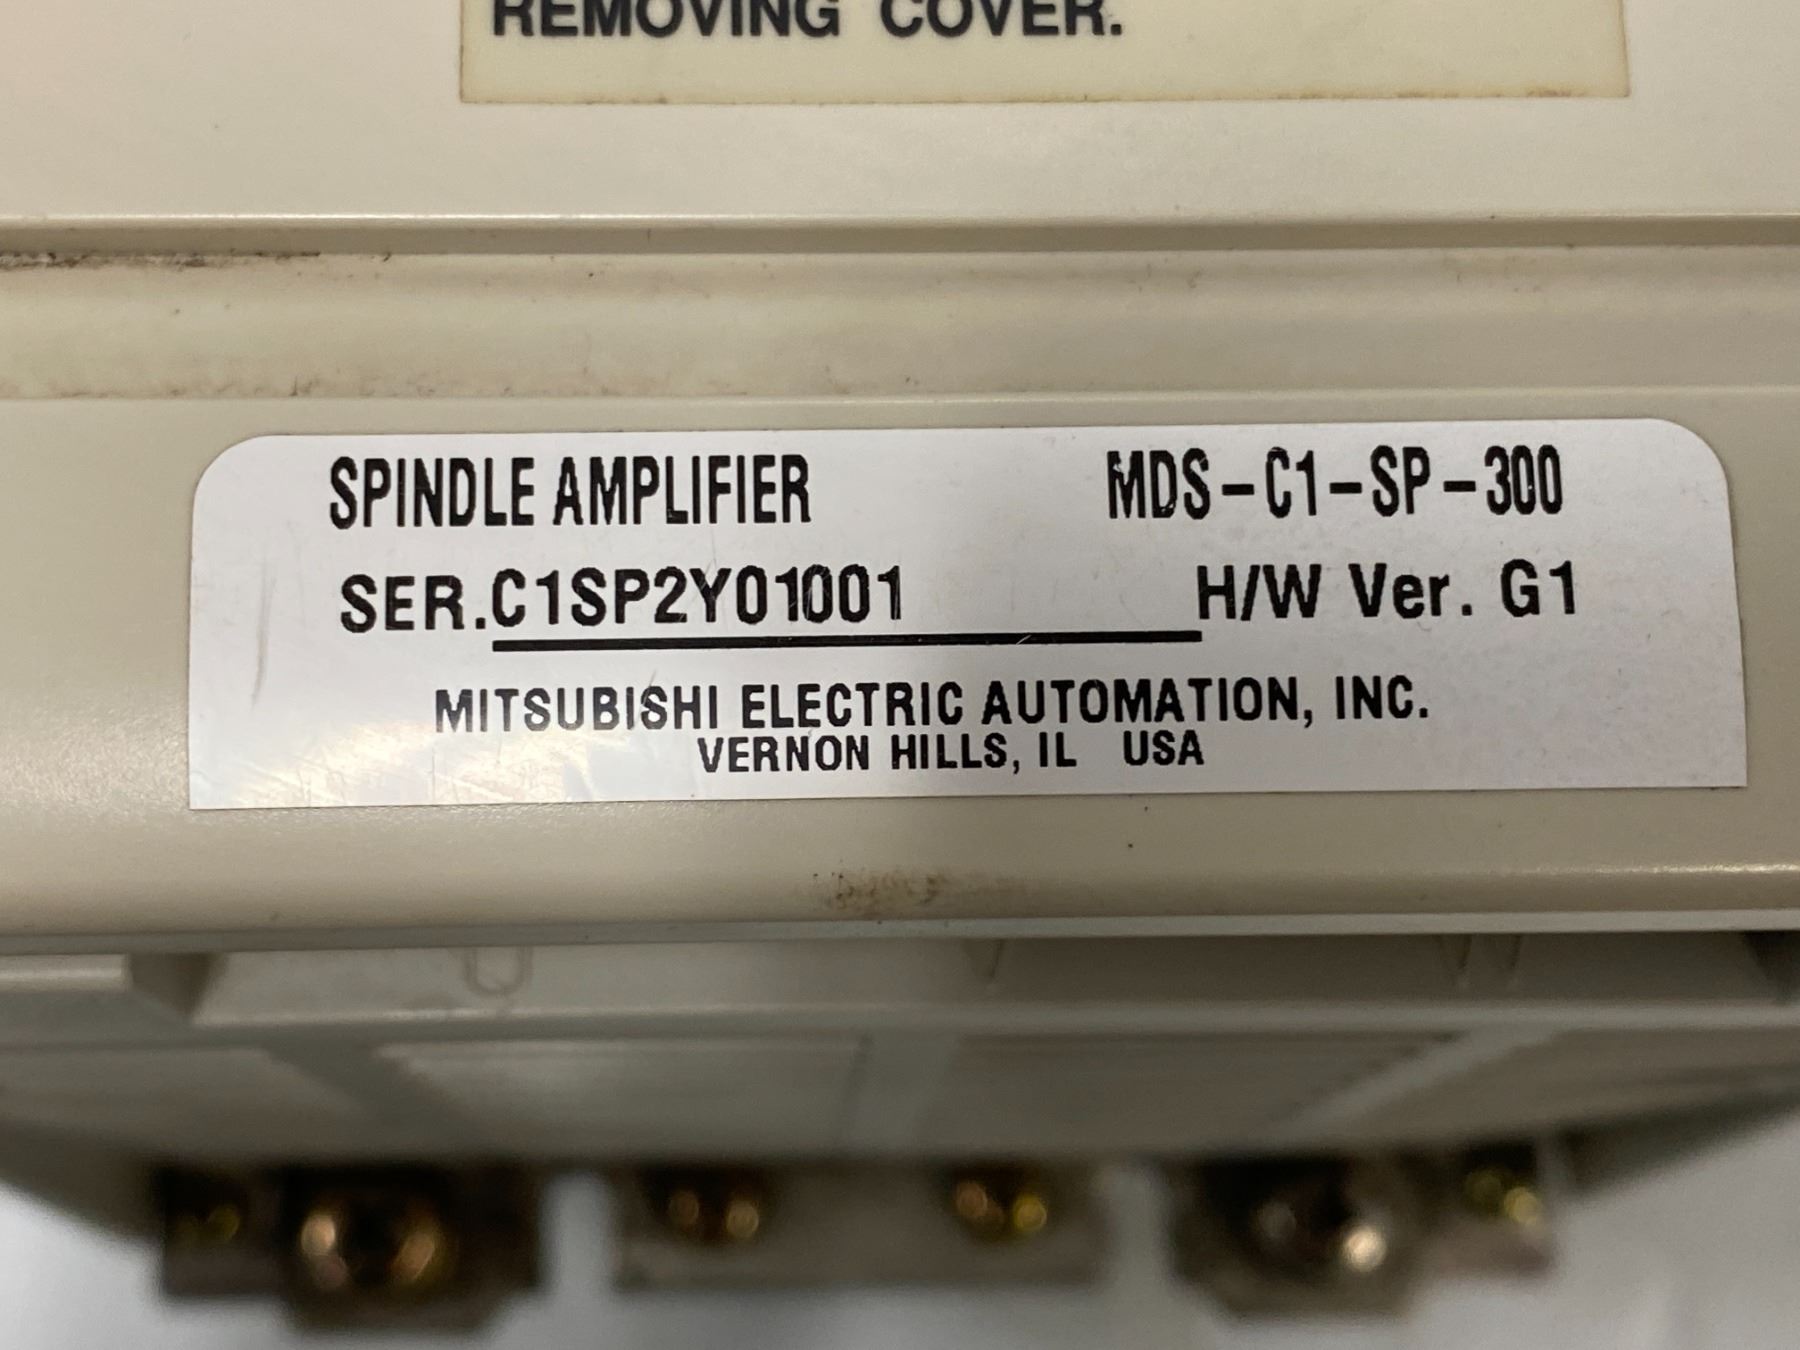 REMOVING COVER.
SPINDLE AMPLIFIER MDS-C1-SP-300
SER.C1SP2Y01001 H/W Ver. G1
MITSUBISHI ELECTRIC AUTOMATION, INC.
VERNON HILLS, IL USA